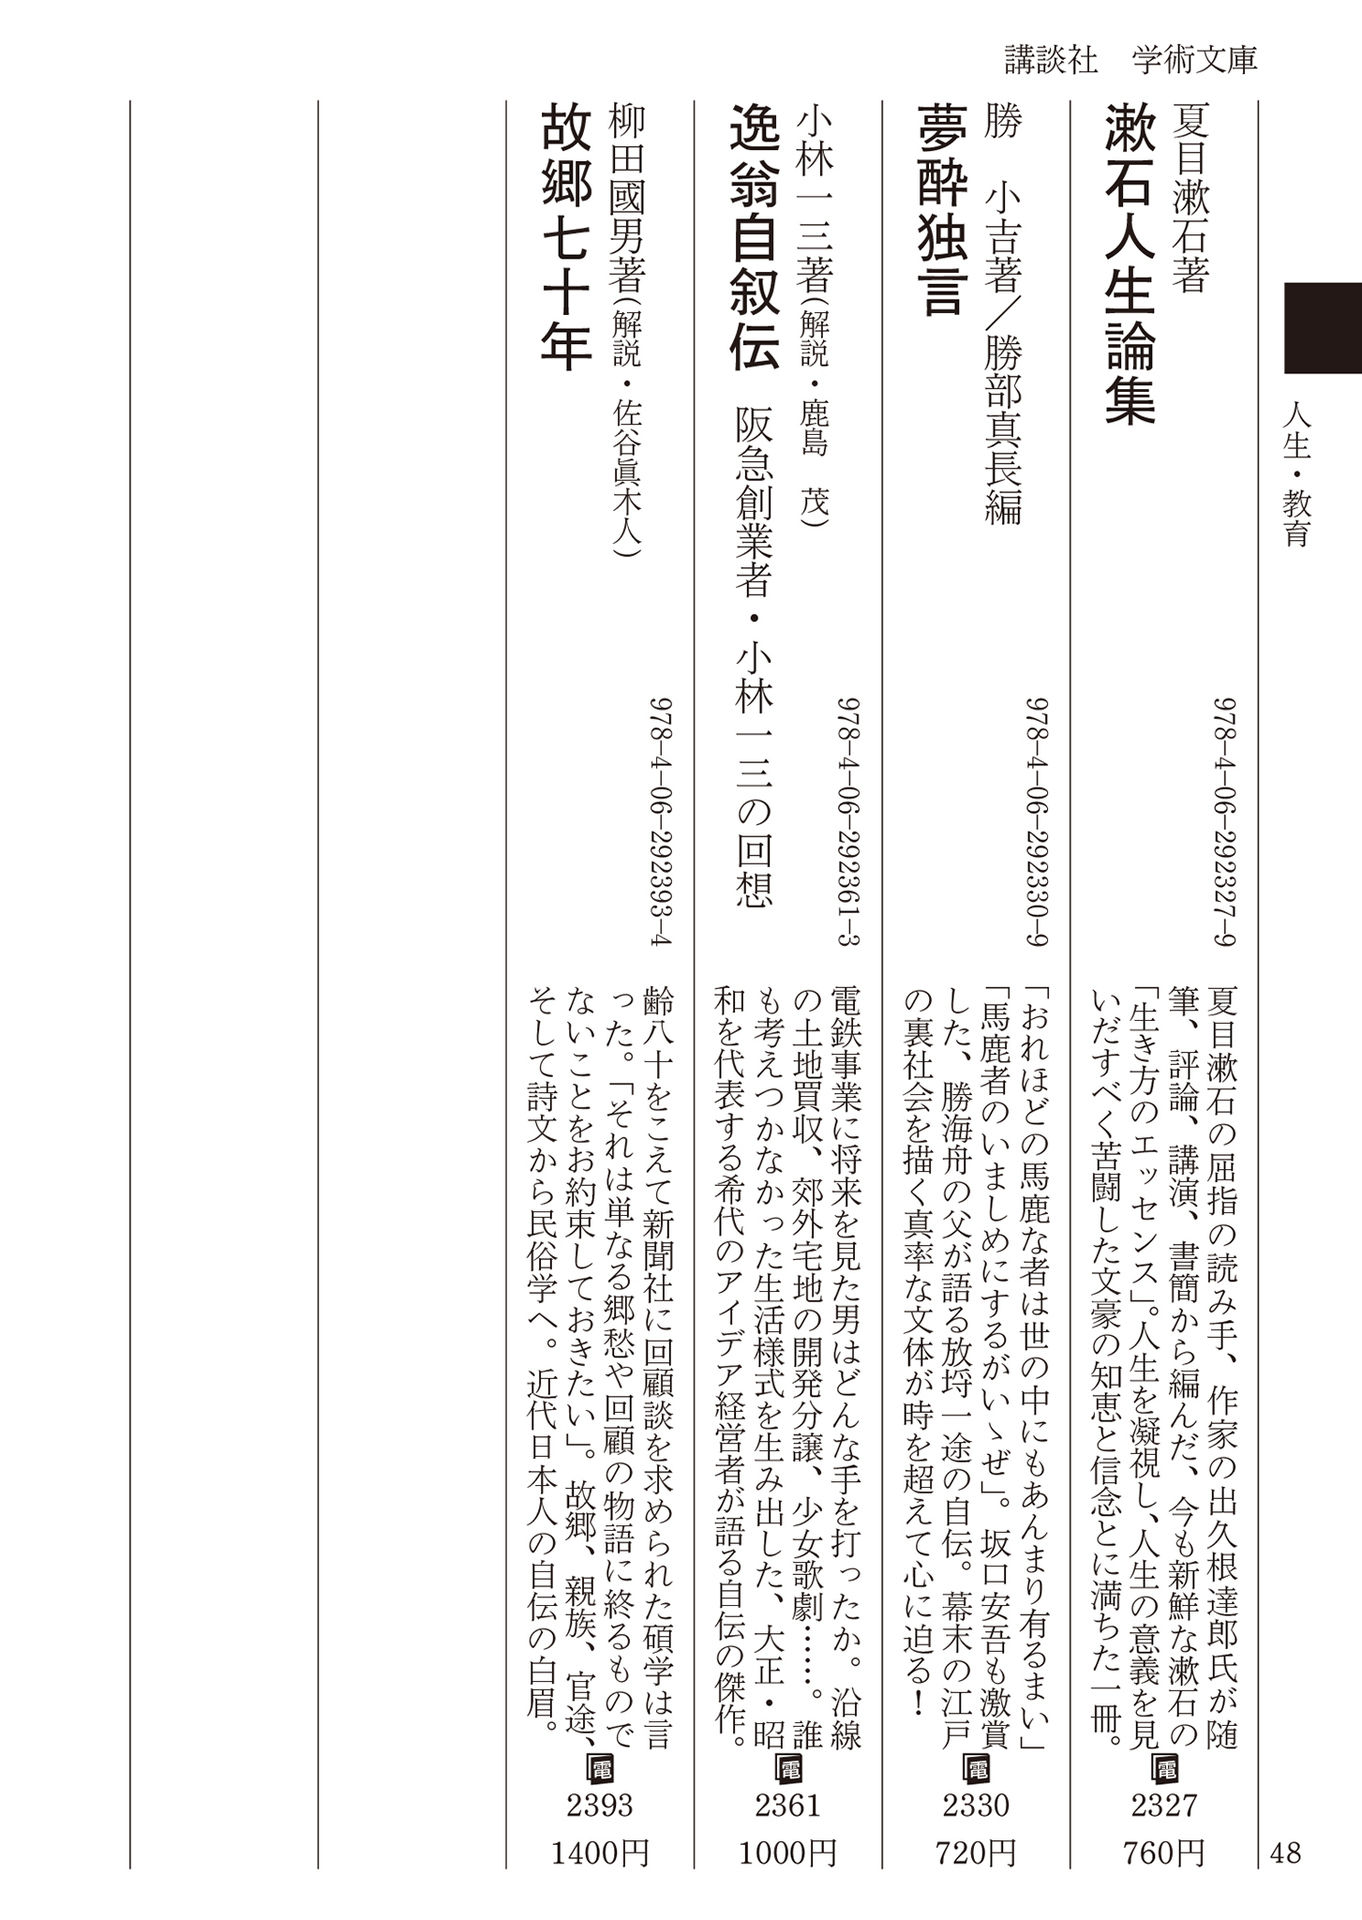 講談社　学術文庫
人生・教育
夏目漱石著
漱石人生論集
978-4-06-292327-9
夏目漱石の屈指の読み手、作家の出久根達郎氏が随
筆、評論、講演、書簡から編んだ、今も新鮮な漱石の
「生き方のエッセンス」。人生を凝視し、人生の意義を見
いだすべく苦闘した文豪の知恵と信念とに満ちた一冊。
電
2327
760円
勝　小吉著／勝部真長編
夢酔独言
978-4-06-292330-9
「おれほどの馬鹿な者は世の中にもあんまり有るまい」
「馬鹿者のいましめにするがいゝぜ」。坂口安吾も激賞
した、勝海舟の父が語る放埒一途の自伝。幕末の江戸
の裏社会を描く真率な文体が時を超えて心に迫る！
電
2330
720円
小林一三著（解説・鹿島　茂）
逸翁自叙伝　阪急創業者・小林一三の回想
978-4-06-292361-3
電鉄事業に将来を見た男はどんな手を打ったか。沿線
の土地買収、郊外宅地の開発分譲、少女歌劇……。誰
も考えつかなかった生活様式を生み出した、大正・昭
和を代表する希代のアイデア経営者が語る自伝の傑作。
電
2361
1000円
柳田國男著（解説・佐谷眞木人）
故郷七十年
978-4-06-292393-4
齢八十をこえて新聞社に回顧談を求められた碩学は言
った。「それは単なる郷愁や回顧の物語に終るもので
ないことをお約束しておきたい」。故郷、親族、官途、
そして詩文から民俗学へ。近代日本人の自伝の白眉。
電
2393
1400円
48